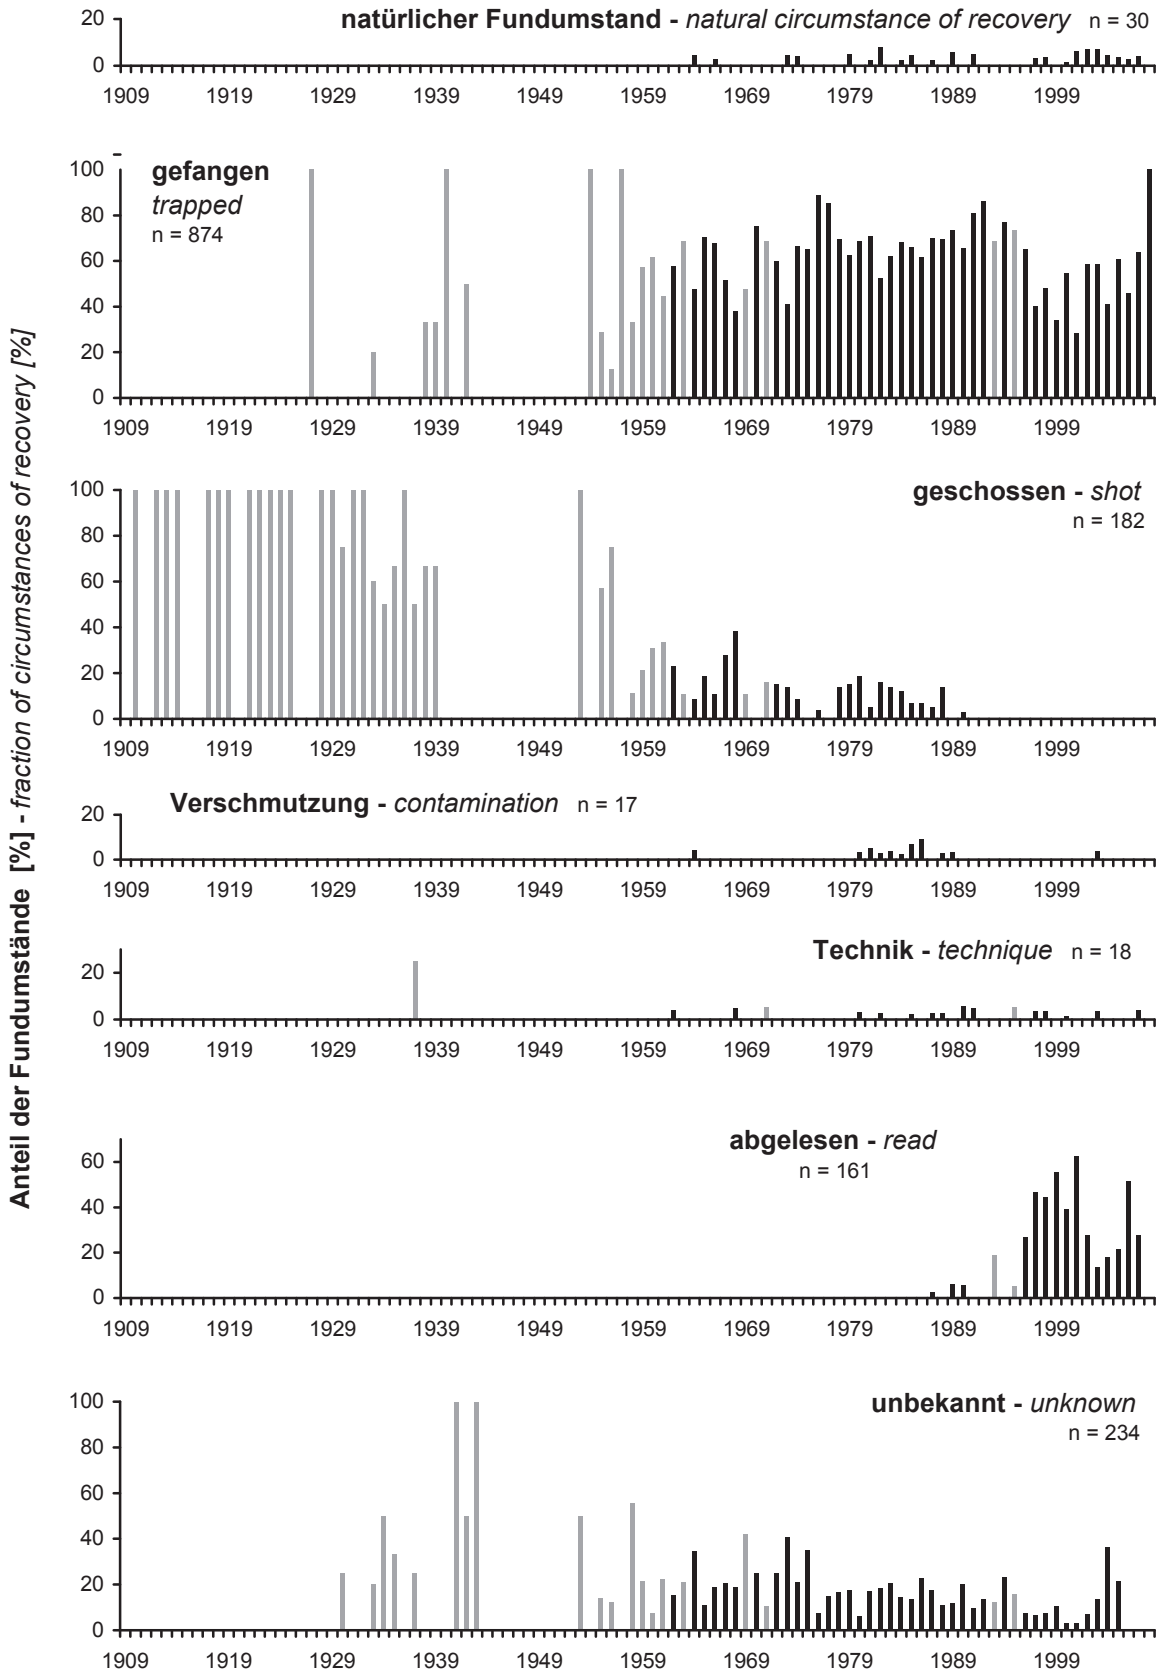 Anteil der Fundumstände [%] - fraction of circumstances of recovery [%]
natürlicher Fundumstand - natural circumstance of recovery n = 30
20
0
1909 1919 1929 1939 1949 1959 1969 1979 1989 1999
gefangen
trapped
n = 874
100
80
60
40
20
0
1909 1919 1929 1939 1949 1959 1969 1979 1989 1999
geschossen - shot
n = 182
100
80
60
40
20
0
1909 1919 1929 1939 1949 1959 1969 1979 1989 1999
Verschmutzung - contamination n = 17
20
0
1909 1919 1929 1939 1949 1959 1969 1979 1989 1999
Technik - technique n = 18
20
0
1909 1919 1929 1939 1949 1959 1969 1979 1989 1999
abgelesen - read
n = 161
60
40
20
0
1909 1919 1929 1939 1949 1959 1969 1979 1989 1999
unbekannt - unknown
n = 234
100
80
60
40
20
0
1909 1919 1929 1939 1949 1959 1969 1979 1989 1999